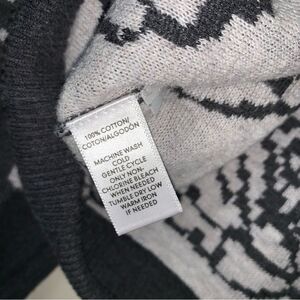 100% COTTON/
COTON/ALGODÓN
MACHINE WASH
COLD
GENTLE CYCLE
ONLY NON-
CHLORINE BLEACH
WHEN NEEDED
TUMBLE DRY LOW
WARM IRON
IF NEEDED